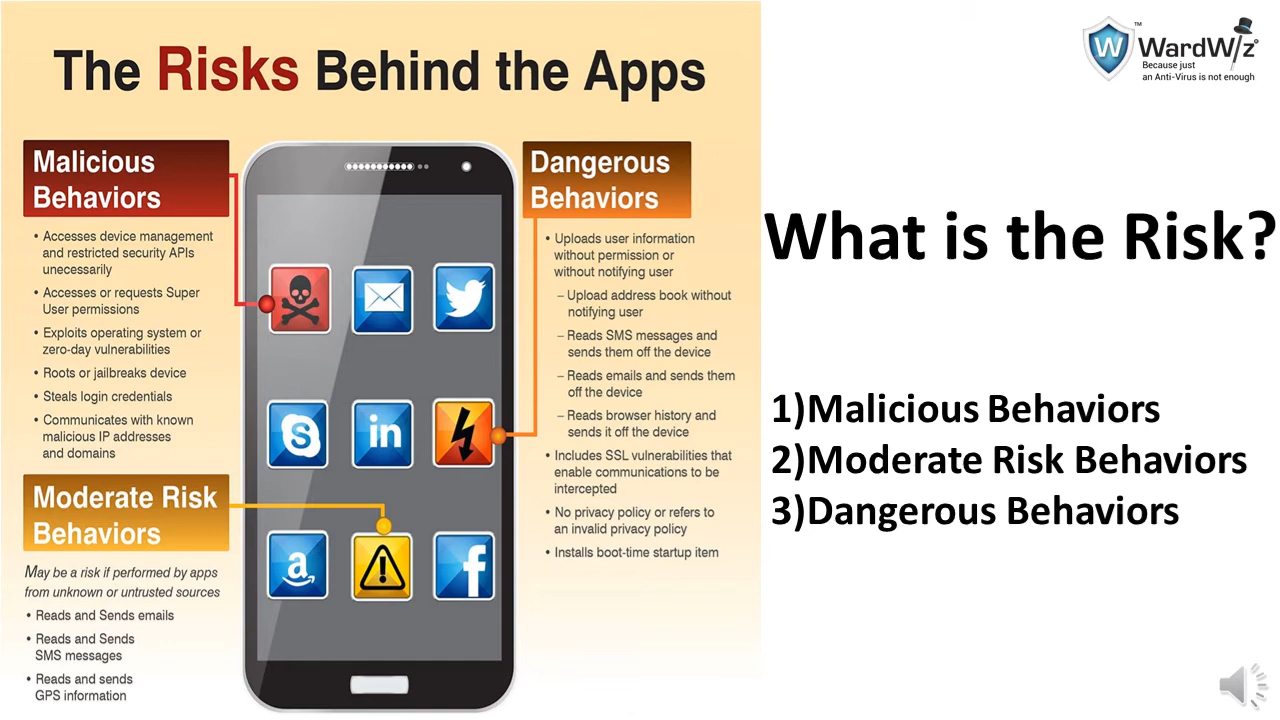 The Risks Behind the Apps
Malicious
Behaviors
• Accesses device management
and restricted security APIs
unecessarily
• Accesses or requests Super
User permissions
• Exploits operating system or
zero-day vulnerabilities
• Roots or jailbreaks device
• Steals login credentials
• Communicates with known
malicious IP addresses
and domains
Moderate Risk
Behaviors
May be a risk if performed by apps
from unknown or untrusted sources
• Reads and Sends emails
• Reads and Sends
SMS messages
• Reads and sends
GPS information
in
a
f
Dangerous
Behaviors
• Uploads user information
without permission or
without notifying user
– Upload address book without
notifying user
– Reads SMS messages and
sends them off the device
– Reads emails and sends them
off the device
– Reads browser history and
sends it off the device
• Includes SSL vulnerabilities that
enable communications to be
intercepted
• No privacy policy or refers to
an invalid privacy policy
• Installs boot-time startup item
W ™ WardWiz
Because just
an Anti-Virus is not enough
What is the Risk?
1)Malicious Behaviors
2)Moderate Risk Behaviors
3)Dangerous Behaviors